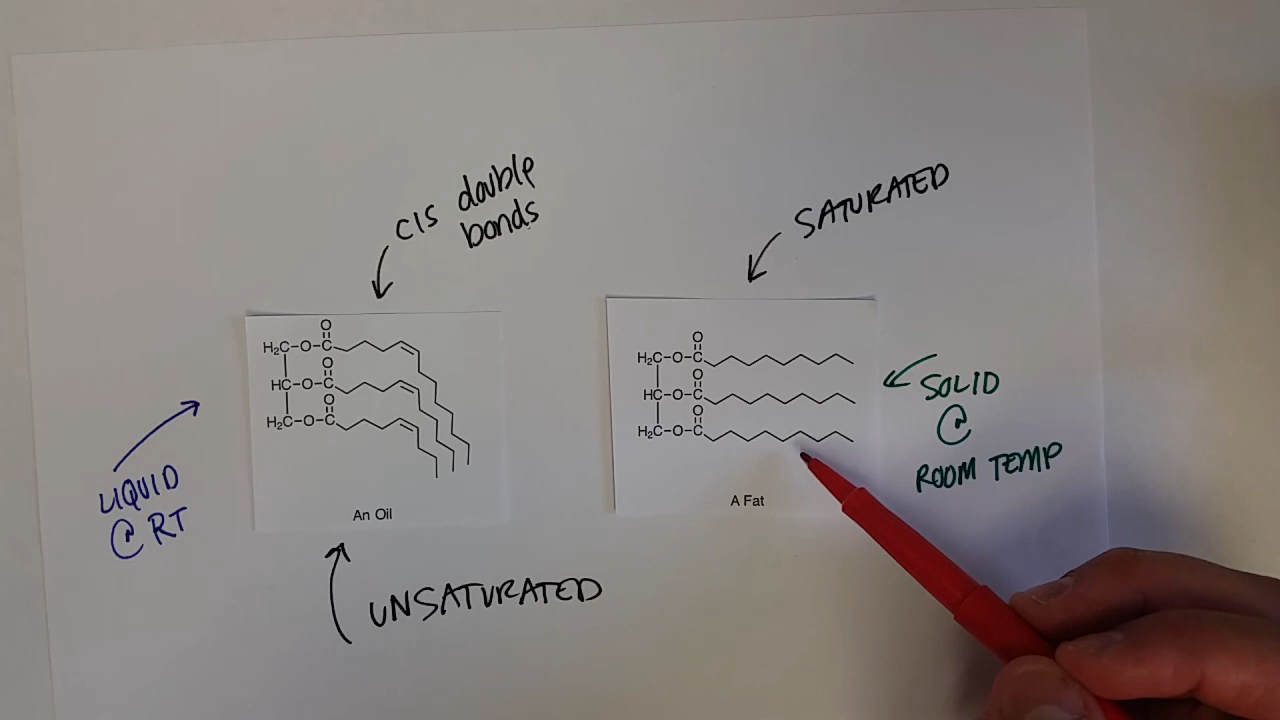 cis double
bonds
SATURATED
O
H₂C-O-C
O
HC-O-C
O
H₂C-O-C
An Oil
O
H₂C-O-C
O
HC-O-C
O
H₂C-O-C
A Fat
LIQUID
@ RT
UNSATURATED
SOLID
@
ROOM TEMP